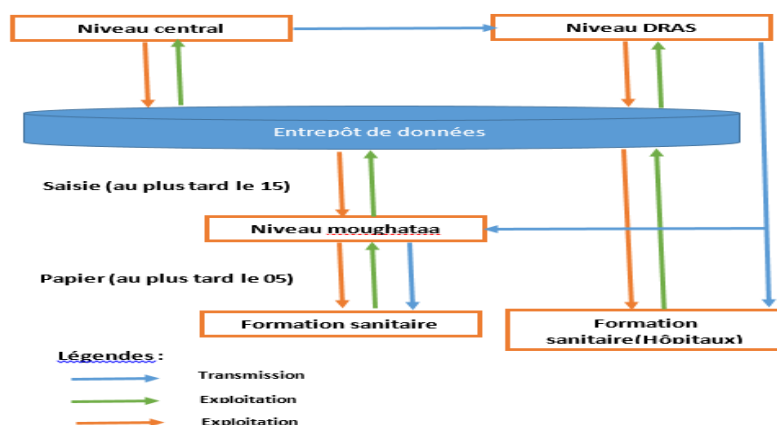 Niveau central
Niveau DRAS
Entrepôt de données
Saisie (au plus tard le 15)
Niveau moughataa
Papier (au plus tard le 05)
Formation sanitaire
Formation
sanitaire(Hôpitaux)
Légendes :
Transmission
Exploitation
Exploitation